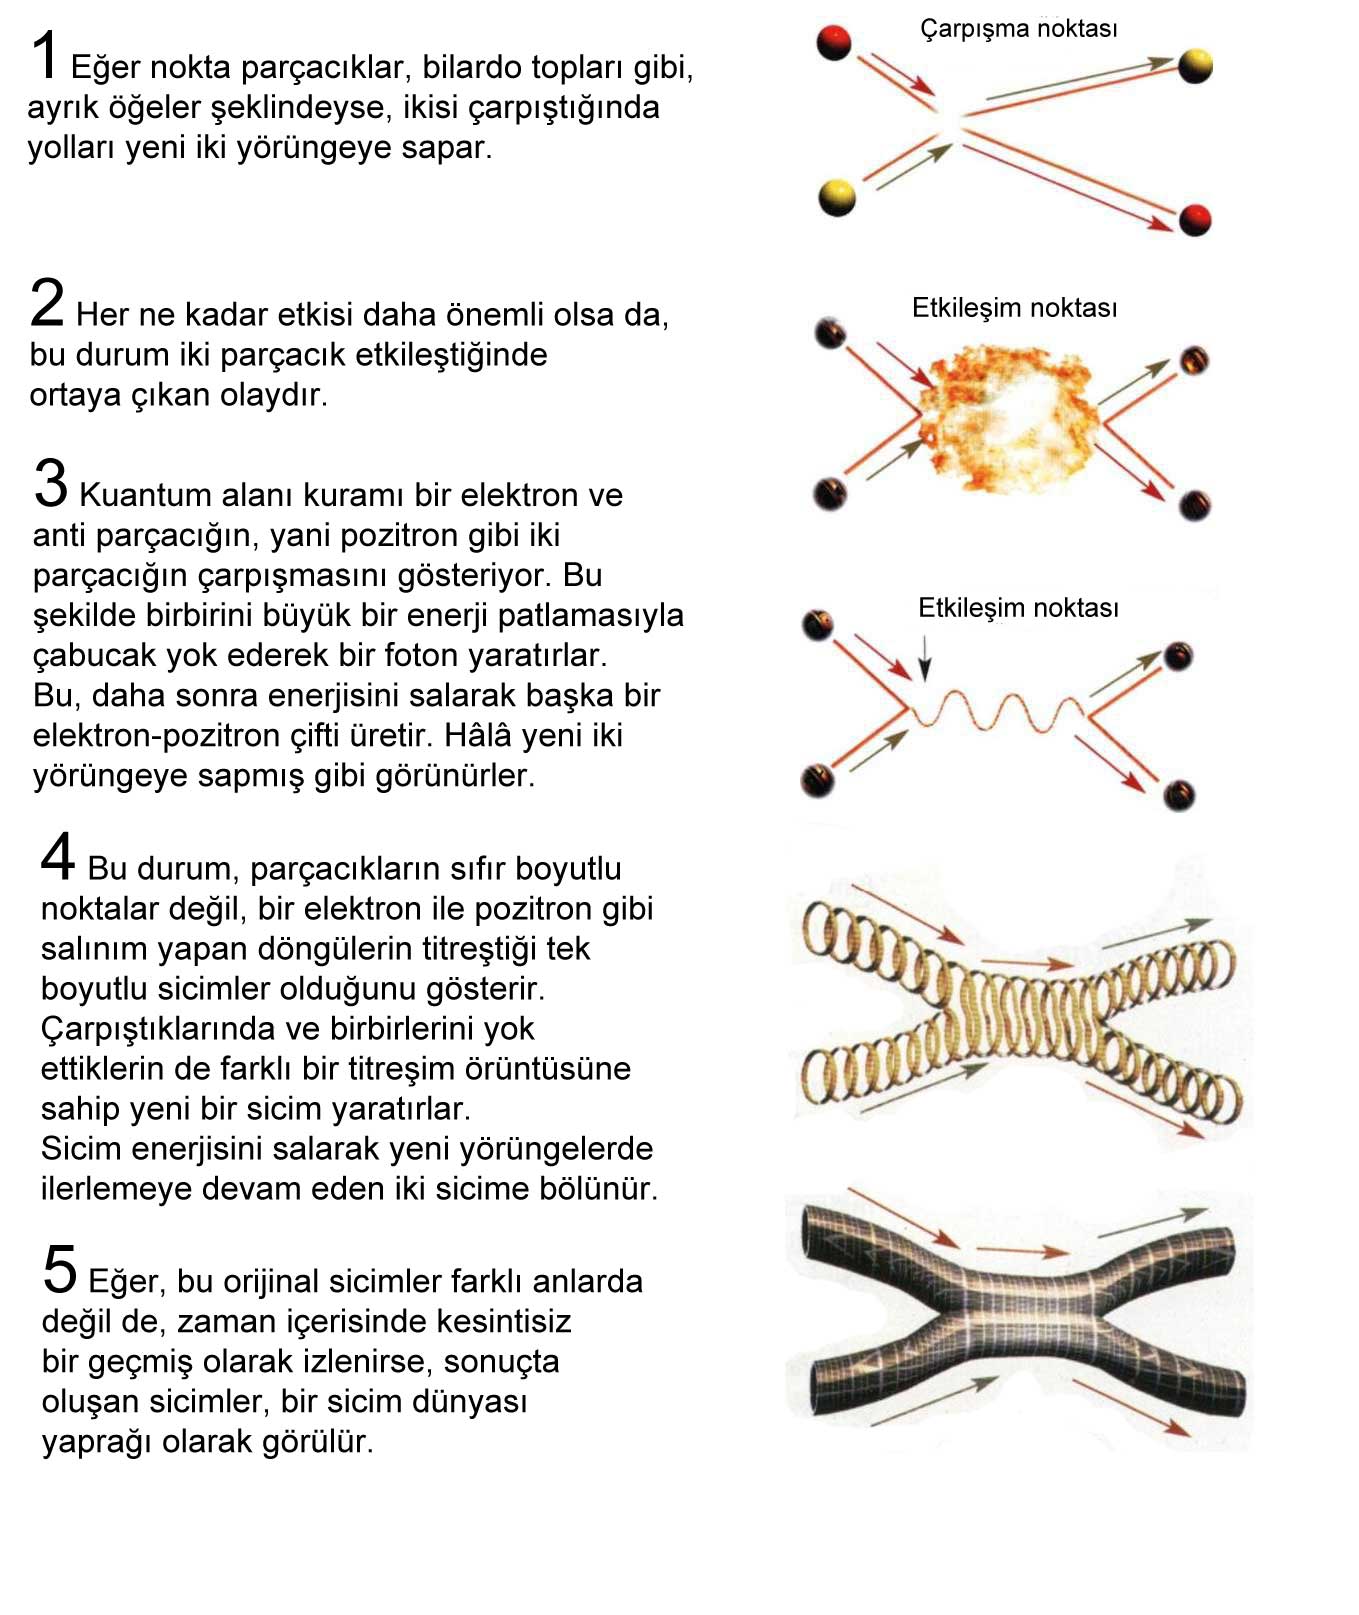 1 Eğer nokta parçacıklar, bilardo topları gibi,
ayrık öğeler şeklindeyse, ikisi çarpıştığında
yolları yeni iki yörüngeye sapar.
Çarpışma noktası
2 Her ne kadar etkisi daha önemli olsa da,
bu durum iki parçacık etkileştiğinde
ortaya çıkan olaydır.
Etkileşim noktası
3 Kuantum alanı kuramı bir elektron ve
anti parçacığın, yani pozitron gibi iki
parçacığın çarpışmasını gösteriyor. Bu
şekilde birbirini büyük bir enerji patlamasıyla
çabucak yok ederek bir foton yaratırlar.
Bu, daha sonra enerjisini salarak başka bir
elektron-pozitron çifti üretir. Hâlâ yeni iki
yörüngeye sapmış gibi görünürler.
Etkileşim noktası
4 Bu durum, parçacıkların sıfır boyutlu
noktalar değil, bir elektron ile pozitron gibi
salınım yapan döngülerin titreştiği tek
boyutlu sicimler olduğunu gösterir.
Çarpıştıklarında ve birbirlerini yok
ettiklerin de farklı bir titreşim örüntüsüne
sahip yeni bir sicim yaratırlar.
Sicim enerjisini salarak yeni yörüngelerde
ilerlemeye devam eden iki sicime bölünür.
5 Eğer, bu orijinal sicimler farklı anlarda
değil de, zaman içerisinde kesintisiz
bir geçmiş olarak izlenirse, sonuçta
oluşan sicimler, bir sicim dünyası
yaprağı olarak görülür.